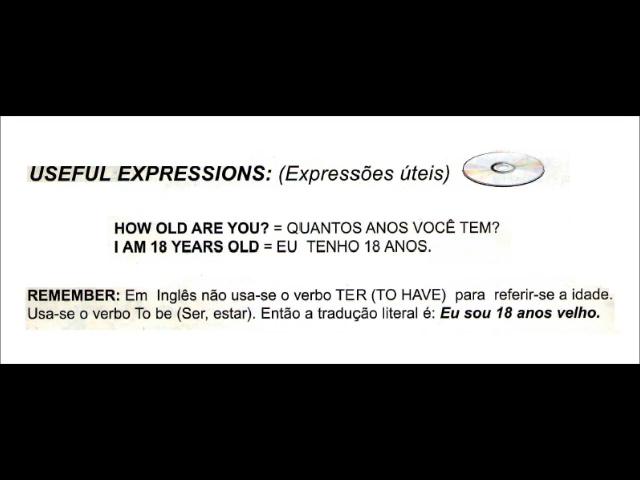 USEFUL EXPRESSIONS: (Expressões úteis)
HOW OLD ARE YOU? = QUANTOS ANOS VOCÊ TEM?
I AM 18 YEARS OLD = EU TENHO 18 ANOS.
REMEMBER: Em Inglês não usa-se o verbo TER (TO HAVE) para referir-se a idade.
Usa-se o verbo To be (Ser, estar). Então a tradução literal é: Eu sou 18 anos velho.